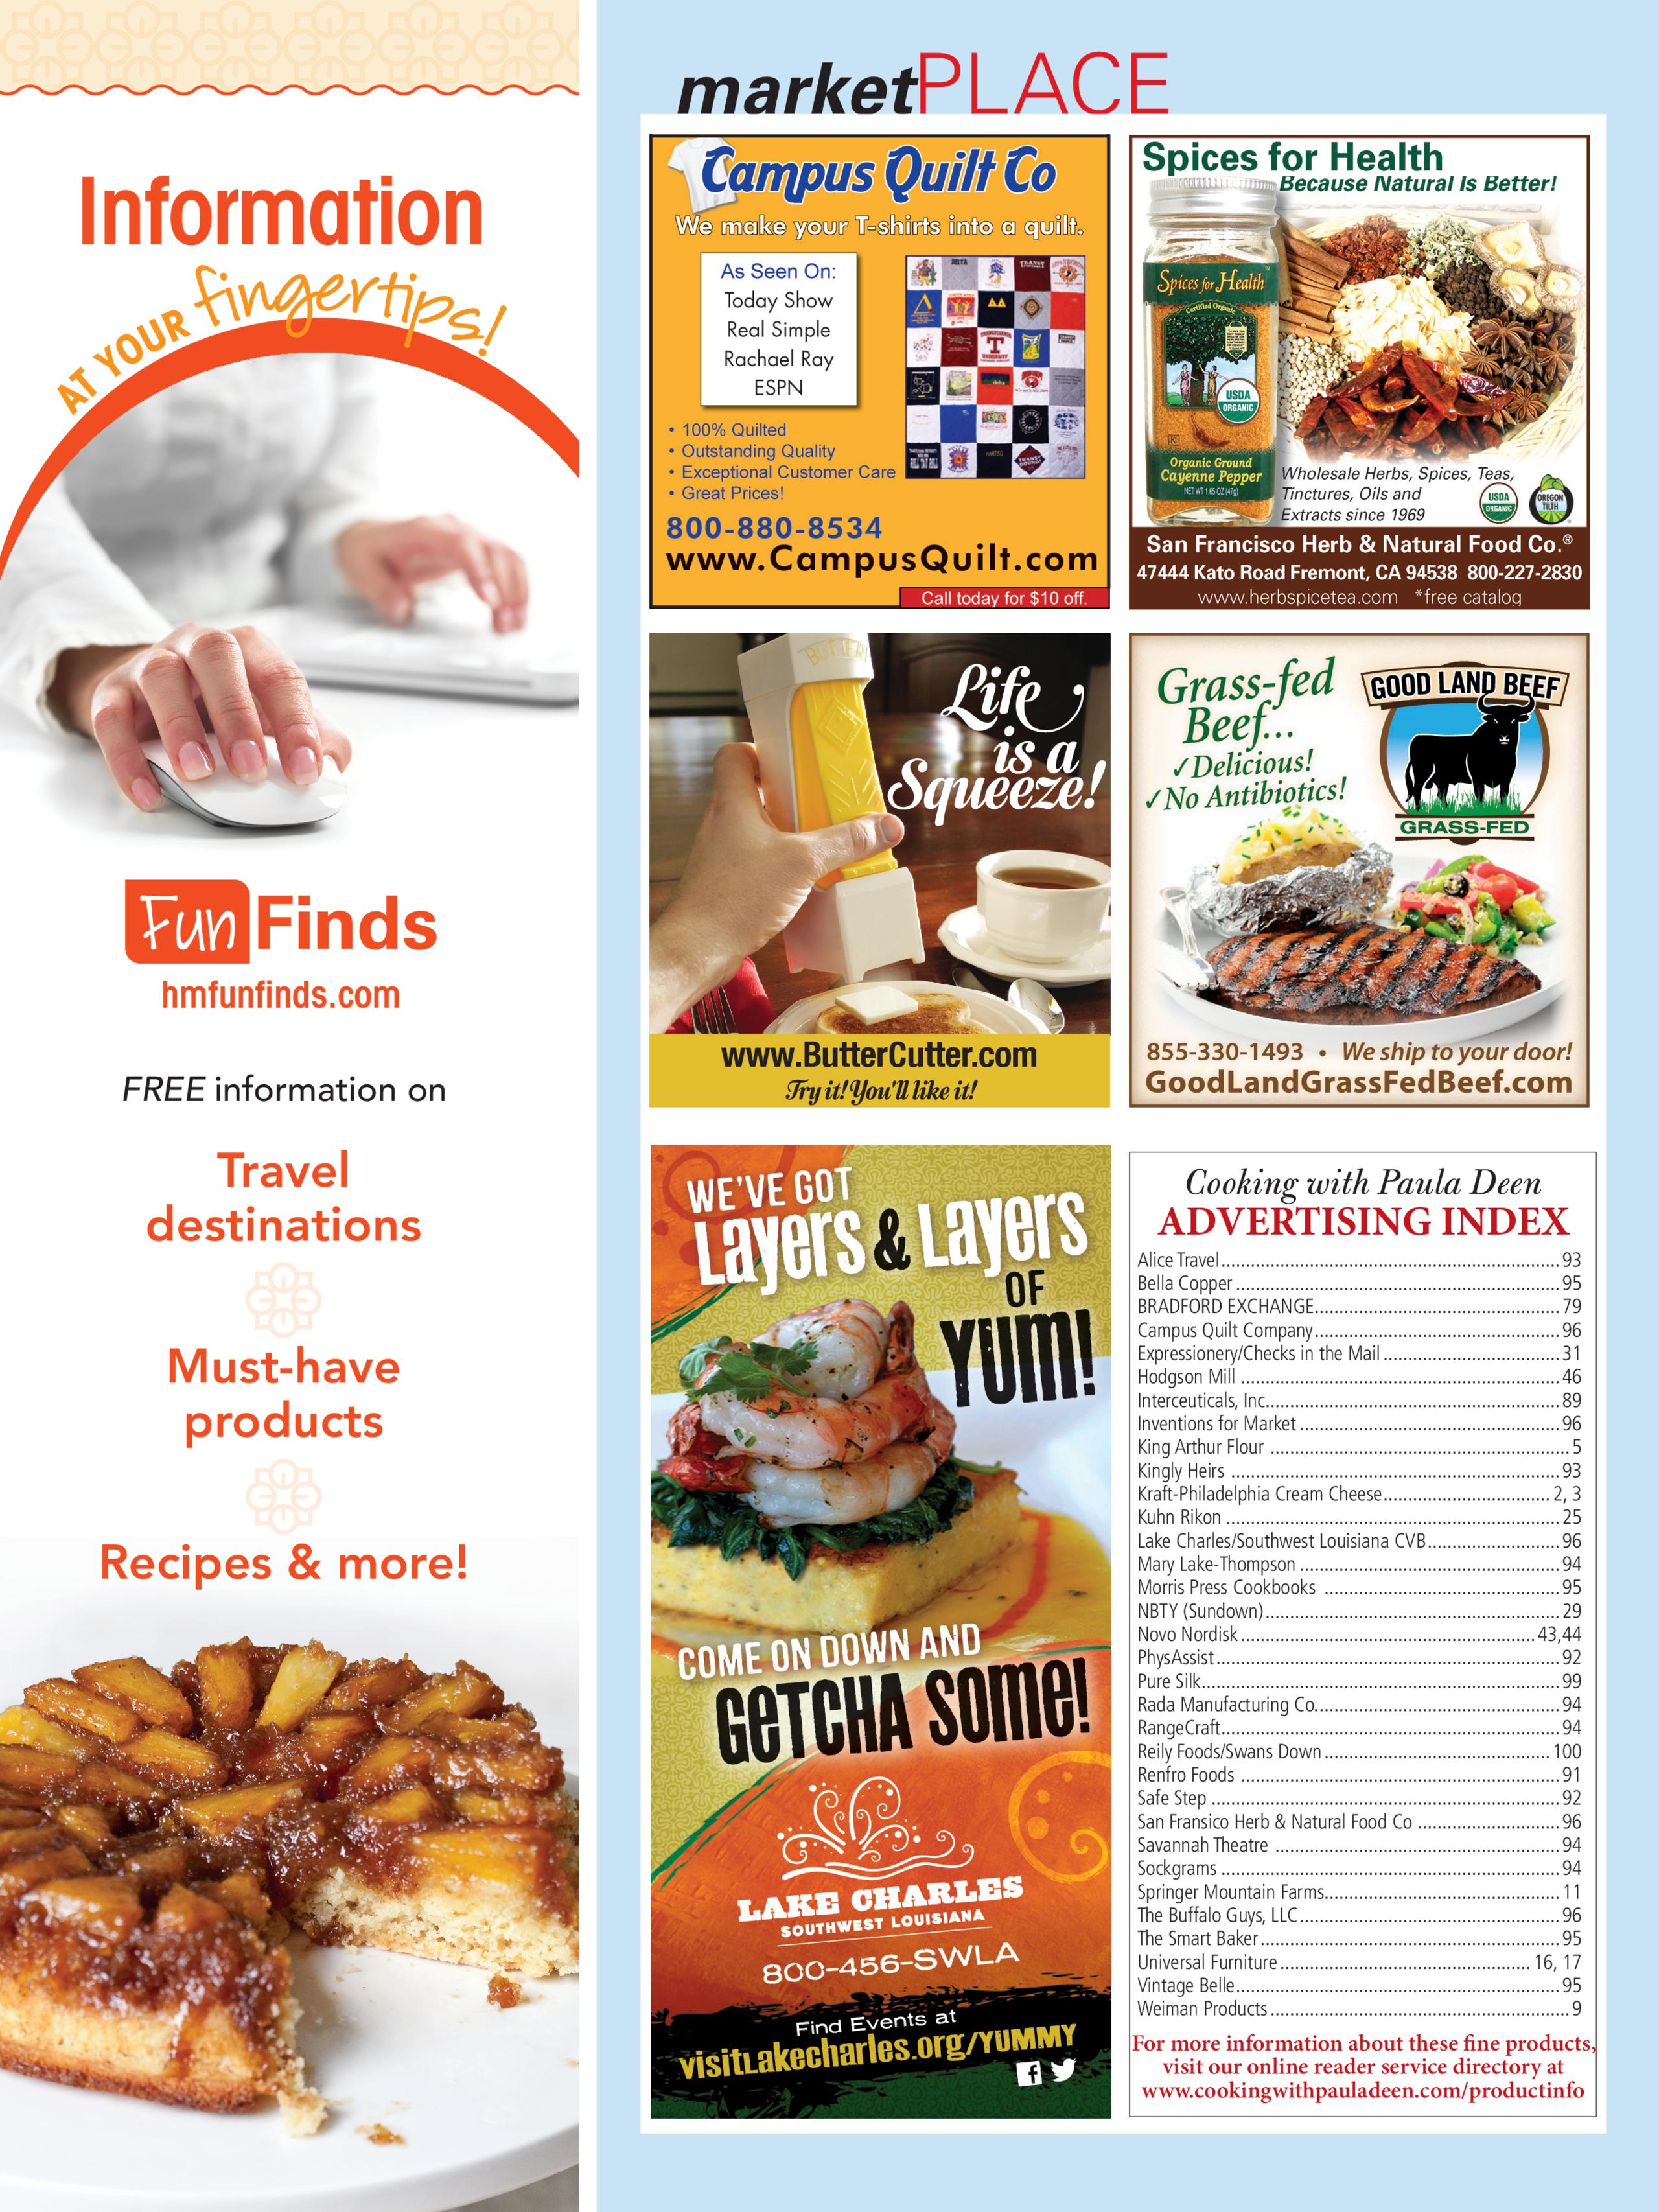 Information
AT YOUR fingertips!
Fun Finds
hmfunfinds.com
FREE information on
Travel
destinations
Must-have
products
Recipes & more!
marketPLACE
Campus Quilt Co
We make your T-shirts into a quilt.
As Seen On:
Today Show
Real Simple
Rachael Ray
ESPN
• 100% Quilted
• Outstanding Quality
• Exceptional Customer Care
• Great Prices!
800-880-8534
www.CampusQuilt.com
Call today for $10 off.
Spices for Health
Because Natural Is Better!
Spices for Health
Certified Organic
USDA
ORGANIC
Organic Ground
Cayenne Pepper
NET WT 1.65 OZ (47g)
Wholesale Herbs, Spices, Teas,
Tinctures, Oils and
Extracts since 1969
USDA
ORGANIC
OREGON
TILTH
San Francisco Herb & Natural Food Co.®
47444 Kato Road Fremont, CA 94538 800-227-2830
www.herbspicetea.com *free catalog
BUTTER
Life
is a
Squeeze!
www.ButterCutter.com
Try it! You'll like it!
Grass-fed
Beef...
✓Delicious!
✓No Antibiotics!
GOOD LAND BEEF
GRASS-FED
855-330-1493 • We ship to your door!
GoodLandGrassFedBeef.com
WE'VE GOT
Layers & Layers
OF
YUM!
COME ON DOWN AND
GETCHA SOME!
LAKE CHARLES
SOUTHWEST LOUISIANA
800-456-SWLA
Find Events at
visitLakecharles.org/YUMMY
Cooking with Paula Deen
ADVERTISING INDEX
Alice Travel 93
Bella Copper 95
BRADFORD EXCHANGE 79
Campus Quilt Company 96
Expressionery/Checks in the Mail 31
Hodgson Mill 46
Interceuticals, Inc. 89
Inventions for Market 96
King Arthur Flour 5
Kingly Heirs 93
Kraft-Philadelphia Cream Cheese 2, 3
Kuhn Rikon 25
Lake Charles/Southwest Louisiana CVB 96
Mary Lake-Thompson 94
Morris Press Cookbooks 95
NBTY (Sundown) 29
Novo Nordisk 43,44
PhysAssist 92
Pure Silk 99
Rada Manufacturing Co. 94
RangeCraft 94
Reily Foods/Swans Down 100
Renfro Foods 91
Safe Step 92
San Fransico Herb & Natural Food Co 96
Savannah Theatre 94
Sockgrams 94
Springer Mountain Farms 11
The Buffalo Guys, LLC 96
The Smart Baker 95
Universal Furniture 16, 17
Vintage Belle 95
Weiman Products 9
For more information about these fine products,
visit our online reader service directory at
www.cookingwithpauladeen.com/productinfo